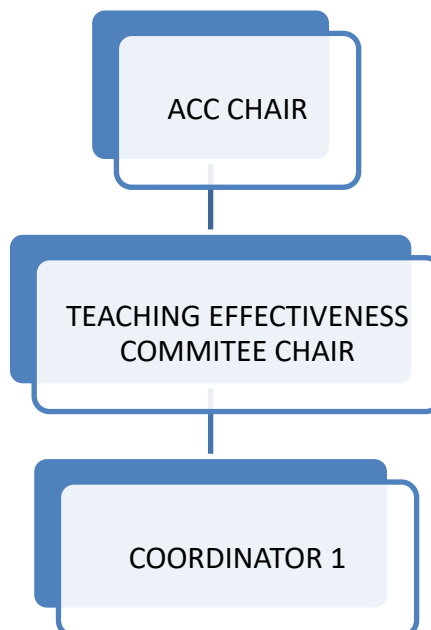 ACC CHAIR
TEACHING EFFECTIVENESS
COMMITEE CHAIR
COORDINATOR 1